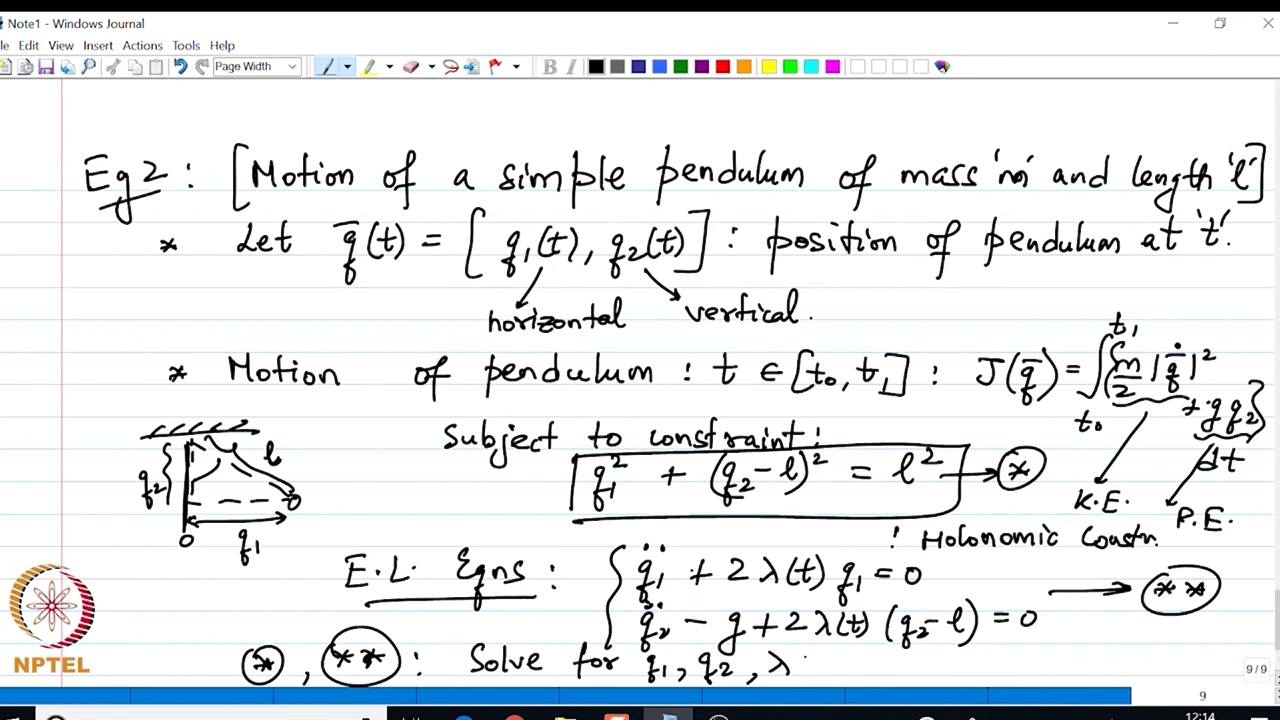 Note1 - Windows Journal
le Edit View Insert Actions Tools Help
Page Width
Eg 2 : [Motion of a simple pendulum of mass 'm' and length 'l']
* Let q̄(t) = [q₁(t), q₂(t)] : position of pendulum at 't'.
horizontal vertical.
* Motion of pendulum : t ∈ [t₀, t₁] : J(q̄) = ∫_{t₀}^{t₁} {m/2 |q̄̇|² + g q₂} dt
K.E. P.E.
Subject to constraint :
q₁² + (q₂ - l)² = l² → (*)
: Holonomic Constr.
q₂ l 0 q₁
E.L. Eqns : { q̈₁ + 2 λ(t) q₁ = 0
q̈₂ - g + 2 λ(t) (q₂ - l) = 0 → (**)
(*), (**) : Solve for q₁, q₂, λ
NPTEL
9/9
9
12:14